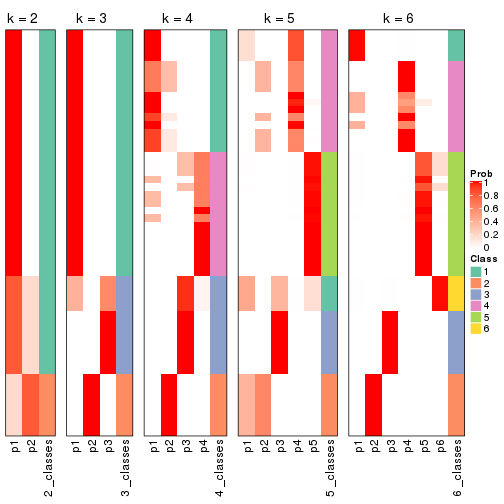 k = 2
k = 3
k = 4
k = 5
k = 6
p1
p2
2_classes
p1
p2
p3
3_classes
p1
p2
p3
p4
4_classes
p1
p2
p3
p4
p5
5_classes
p1
p2
p3
p4
p5
p6
6_classes
Prob
1
0.8
0.6
0.4
0.2
0
Class
1
2
3
4
5
6